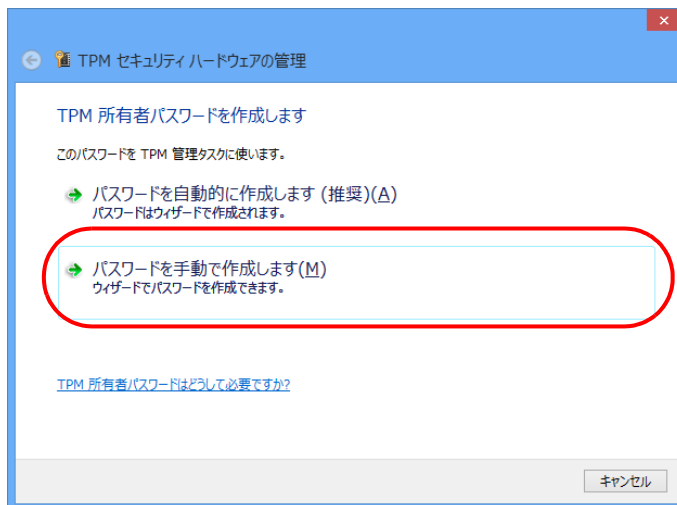 TPM セキュリティ ハードウェアの管理
TPM 所有者パスワードを作成します
このパスワードを TPM 管理タスクに使います。
パスワードを自動的に作成します (推奨)(A)
パスワードはウィザードで作成されます。
パスワードを手動で作成します(M)
ウィザードでパスワードを作成できます。
TPM 所有者パスワードはどうして必要ですか?
キャンセル